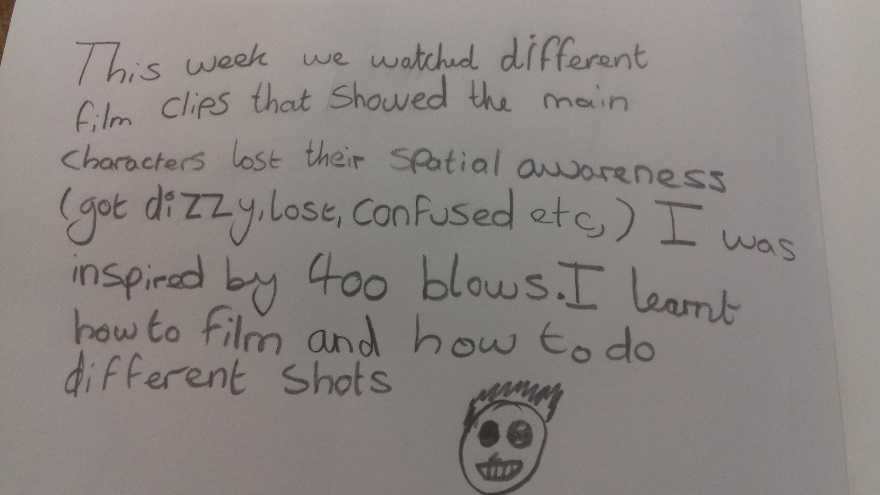 This week we watched different
film clips that showed the main
characters lost their spatial awareness
(got dizzy, lost, confused etc,) I was
inspired by 400 blows. I learnt
how to film and how to do
different shots